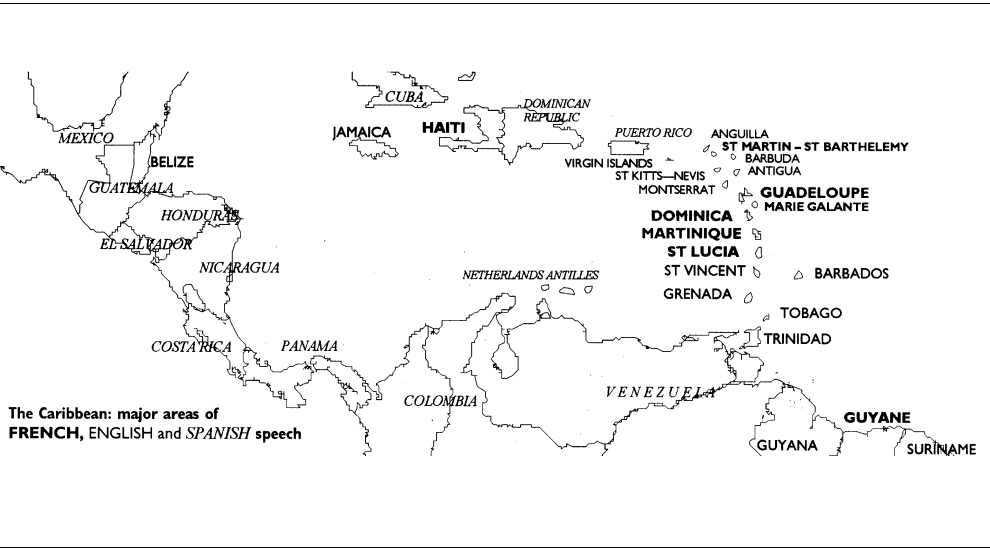 CUBA
DOMINICAN
REPUBLIC
JAMAICA
HAITI
PUERTO RICO
ANGUILLA
MEXICO
ST MARTIN – ST BARTHELEMY
BELIZE
VIRGIN ISLANDS
BARBUDA
ST KITTS—NEVIS
ANTIGUA
GUATEMALA
MONTSERRAT
GUADELOUPE
MARIE GALANTE
HONDURAS
DOMINICA
MARTINIQUE
EL SALVADOR
ST LUCIA
NICARAGUA
NETHERLANDS ANTILLES
ST VINCENT
BARBADOS
GRENADA
TOBAGO
TRINIDAD
COSTA RICA
PANAMA
VENEZUELA
COLOMBIA
The Caribbean: major areas of
FRENCH, ENGLISH and SPANISH speech
GUYANE
GUYANA
SURINAME